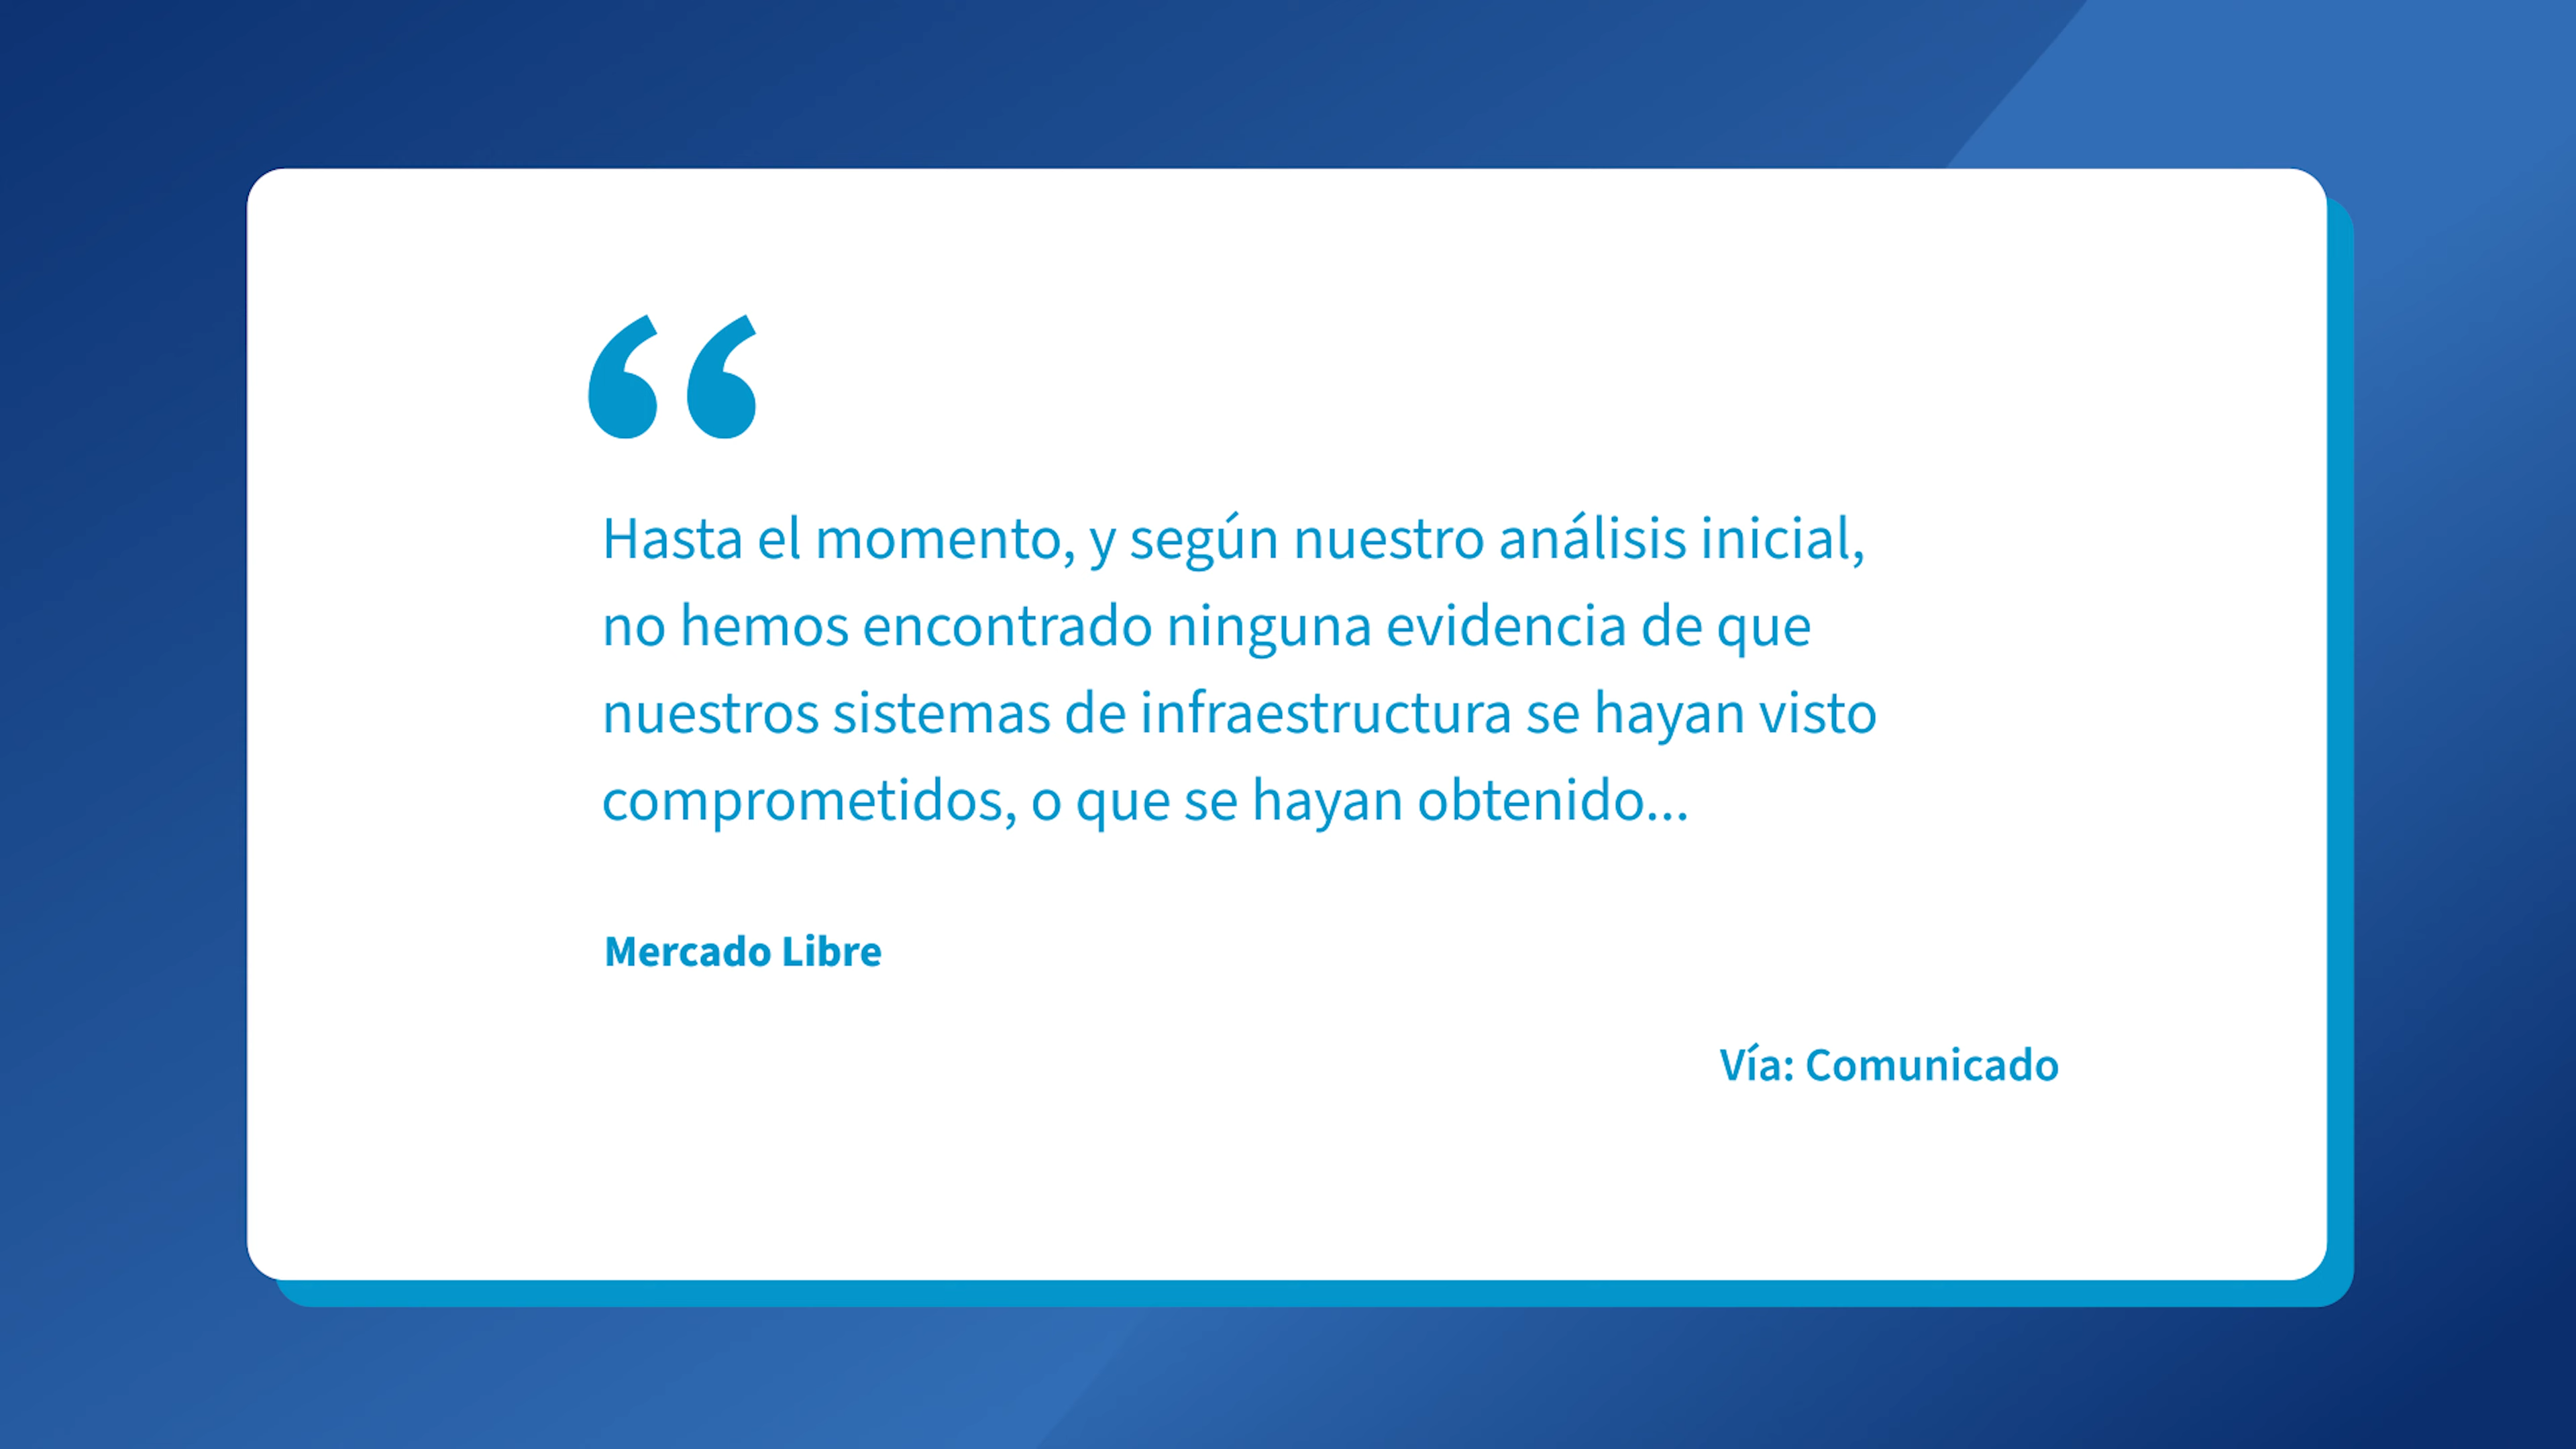 “
Hasta el momento, y según nuestro análisis inicial,
no hemos encontrado ninguna evidencia de que
nuestros sistemas de infraestructura se hayan visto
comprometidos, o que se hayan obtenido...
Mercado Libre
Vía: Comunicado